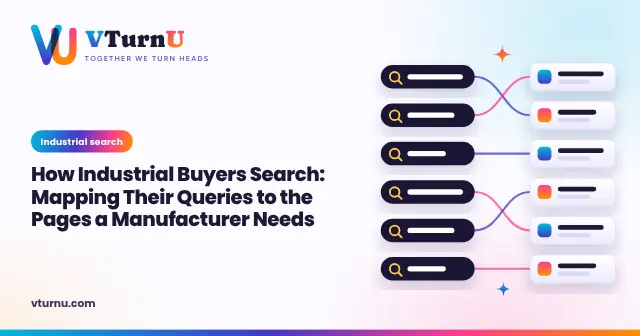 VU VTurnU
TOGETHER WE TURN HEADS
Industrial search
How Industrial Buyers Search:
Mapping Their Queries to the
Pages a Manufacturer Needs
vturnu.com